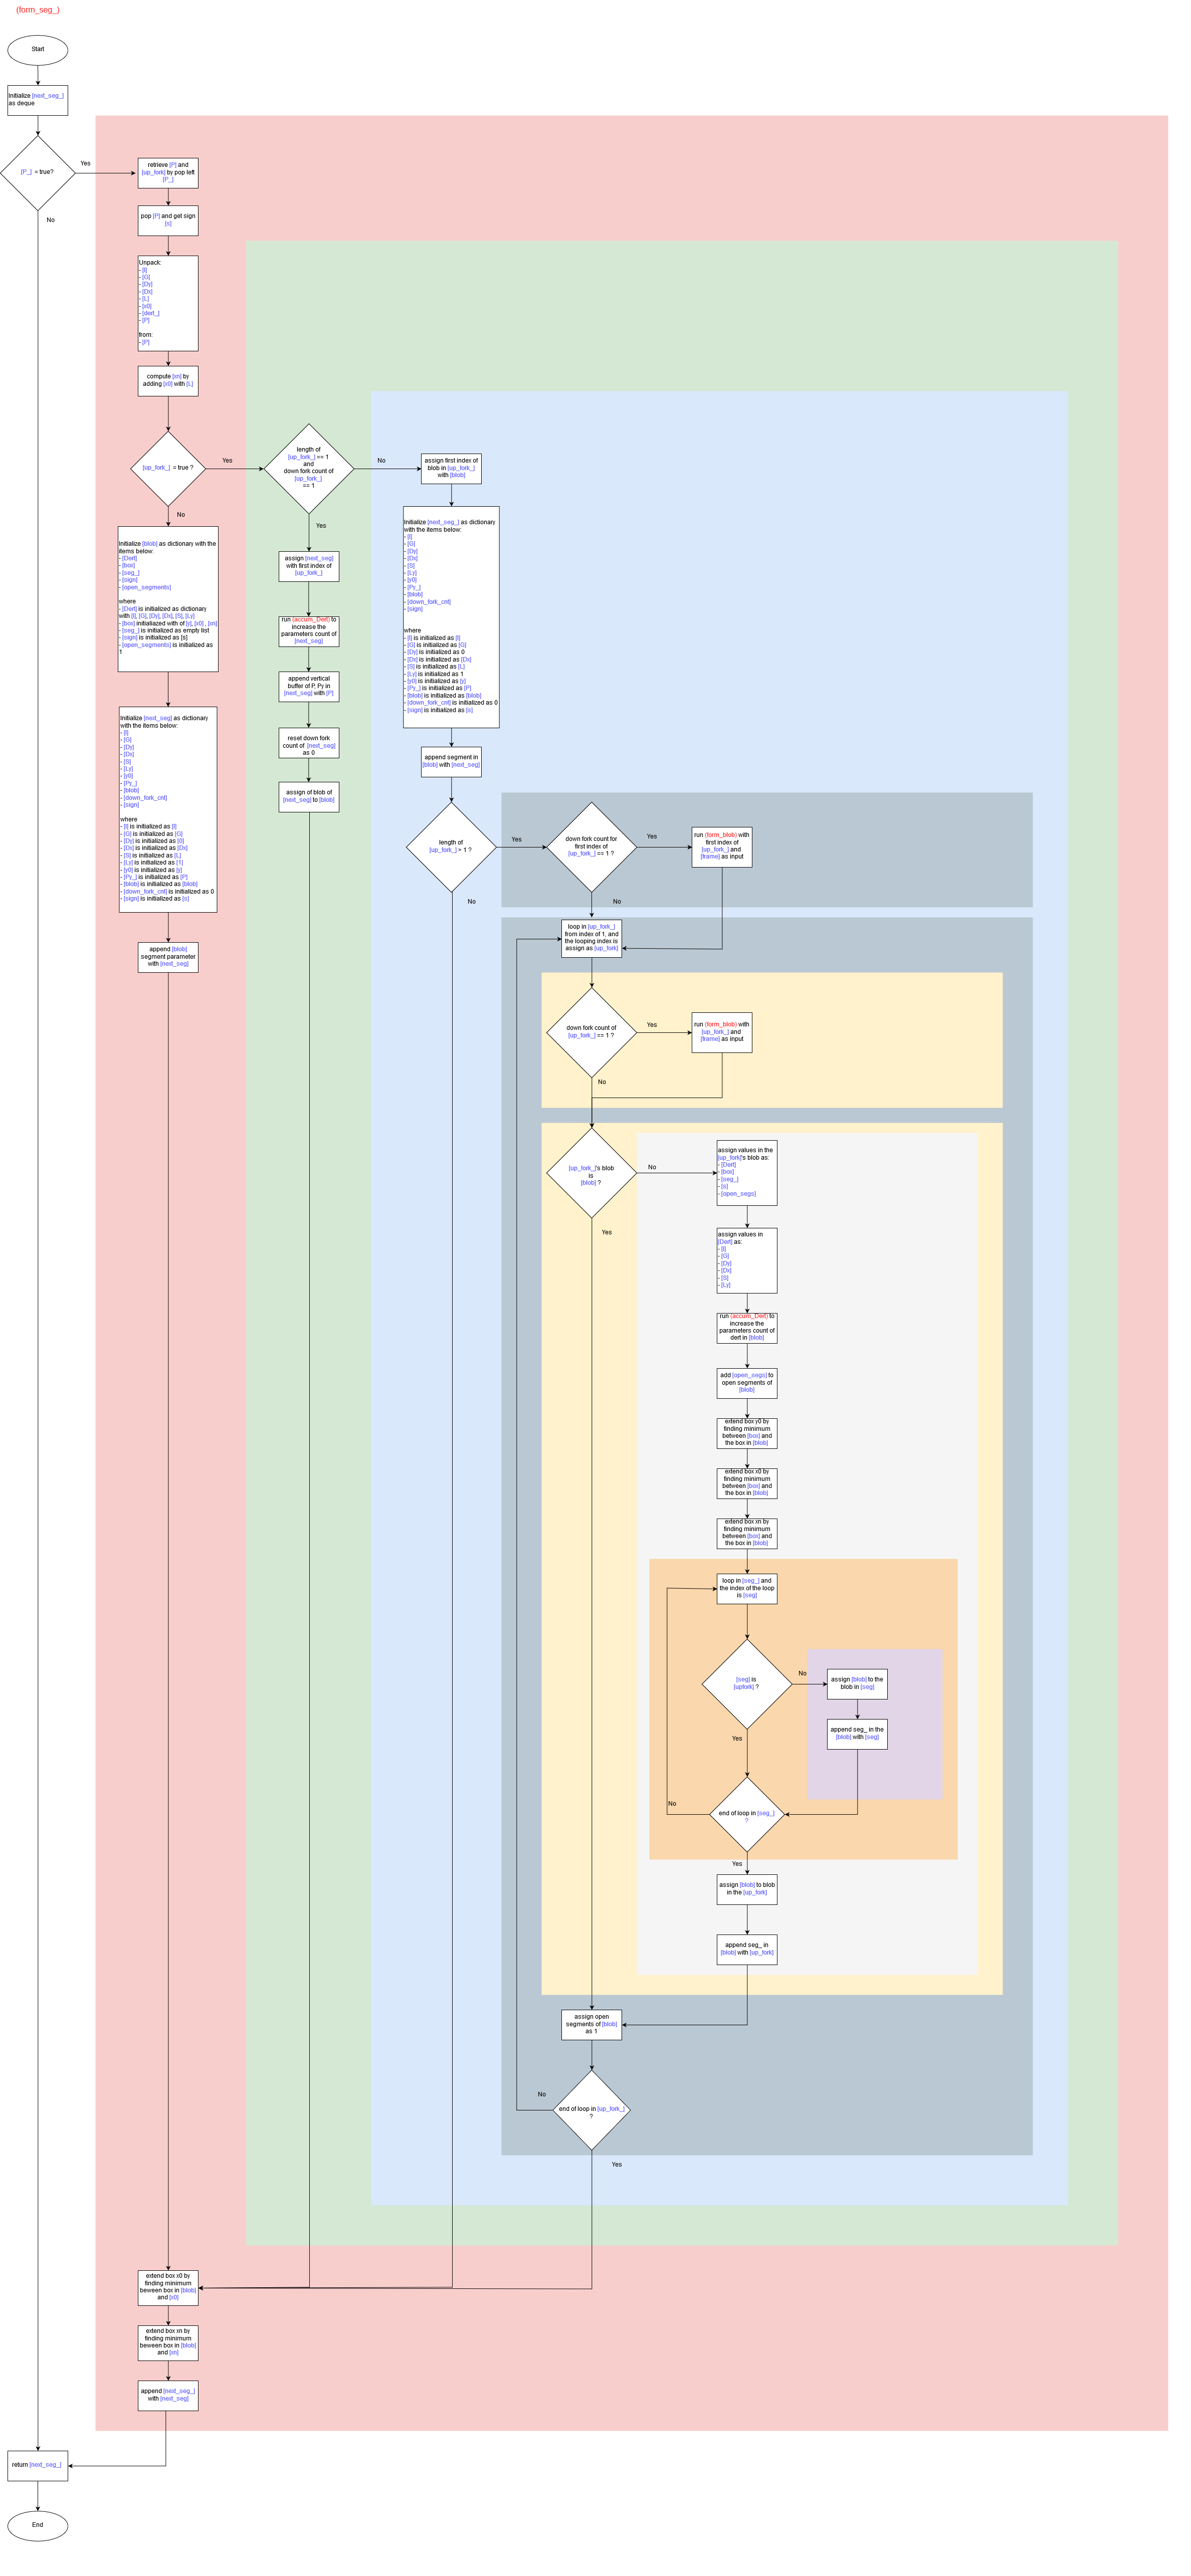 (form_seg_)
Start
Initialize [next_seg_]
as deque
[P_] = true?
Yes
No
retrieve [P] and
[up_fork] by pop left
[P_]
pop [P] and get sign
[s]
Unpack:
- [I]
- [G]
- [Dy]
- [Dx]
- [L]
- [x0]
- [dert_]
- [P]
from:
- [P]
compute [xn] by
adding [x0] with [L]
[up_fork_] = true ?
Yes
No
Initialize [blob] as dictionary with the
items below:
- [Dert]
- [box]
- [seg_]
- [sign]
- [open_segments]
where
- [Dert] is initialized as dictionary
with [I], [G], [Dy], [Dx], [S], [Ly]
- [box] initialiazed with of [y], [x0] , [xn]
- [seg_] is initialized as empty list
- [sign] is initialized as [s]
- [open_segments] is initialized as
1
Initialize [next_seg] as dictionary
with the items below:
- [I]
- [G]
- [Dy]
- [Dx]
- [S]
- [Ly]
- [y0]
- [Py_]
- [blob]
- [down_fork_cnt]
- [sign]
where
- [I] is initialized as [I]
- [G] is initialized as [G]
- [Dy] is initialized as [0]
- [Dx] is initialized as [Dx]
- [S] is initialized as [L]
- [Ly] is initialized as [1]
- [y0] is initialized as [y]
- [Py_] is initialized as [P]
- [blob] is initialized as [blob]
- [down_fork_cnt] is initialized as 0
- [sign] is initialized as [s]
append [blob]
segment parameter
with [next_seg]
length of
[up_fork_] == 1
and
down fork count of
[up_fork_]
== 1
No
Yes
assign [next_seg]
with first index of
[up_fork_]
run (accum_Dert) to
increase the
parameters count of
[next_seg]
append vertical
buffer of P, Py in
[next_seg] with [P]
reset down fork
count of [next_seg]
as 0
assign of blob of
[next_seg] to [blob]
assign first index of
blob in [up_fork_]
with [blob]
Initialize [next_seg_] as dictionary
with the items below:
- [I]
- [G]
- [Dy]
- [Dx]
- [S]
- [Ly]
- [y0]
- [Py_]
- [blob]
- [down_fork_cnt]
- [sign]
where
- [I] is initialized as [I]
- [G] is initialized as [G]
- [Dy] is initialized as 0
- [Dx] is initialized as [Dx]
- [S] is initialized as [L]
- [Ly] is initialized as 1
- [y0] is initialized as [y]
- [Py_] is initialized as [P]
- [blob] is initialized as [blob]
- [down_fork_cnt] is initialized as 0
- [sign] is initialized as [s]
append segment in
[blob] with [next_seg]
length of
[up_fork_] > 1 ?
Yes
No
down fork count for
first index of
[up_fork_] == 1 ?
Yes
No
run (form_blob) with
first index of
[up_fork_] and
[frame] as input
loop in [up_fork_]
from index of 1, and
the looping index is
assign as [up_fork]
down fork count of
[up_fork_] == 1 ?
Yes
No
run (form_blob) with
[up_fork_] and
[frame] as input
[up_fork_]'s blob
is
[blob] ?
No
Yes
assign values in the
[up_fork]'s blob as:
- [Dert]
- [box]
- [seg_]
- [s]
- [open_segs]
assign values in
[Dert] as:
- [I]
- [G]
- [Dy]
- [Dx]
- [S]
- [Ly]
run (accum_Dert) to
increase the
parameters count of
dert in [blob]
add [open_segs] to
open segments of
[blob]
extend box y0 by
finding minimum
between [box] and
the box in [blob]
extend box x0 by
finding minimum
between [box] and
the box in [blob]
extend box xn by
finding minimum
between [box] and
the box in [blob]
loop in [seg_] and
the index of the loop
is [seg]
[seg] is
[upfork] ?
No
Yes
assign [blob] to the
blob in [seg]
append seg_ in the
[blob] with [seg]
end of loop in [seg_]
?
No
Yes
assign [blob] to blob
in the [up_fork]
append seg_ in
[blob] with [up_fork]
assign open
segments of [blob]
as 1
end of loop in [up_fork_]
?
No
Yes
extend box x0 by
finding minimum
beween box in [blob]
and [x0]
extend box xn by
finding minimum
beween box in [blob]
and [xn]
append [next_seg_]
with [next_seg]
return [next_seg_]
End